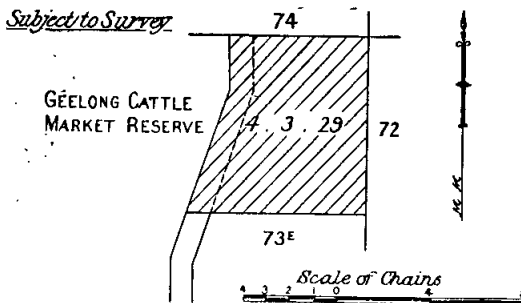 Subject to Survey
74
GEELONG CATTLE
MARKET RESERVE
4 . 3 . 29
72
73E
Scale of Chains
4 3 2 1 0 4